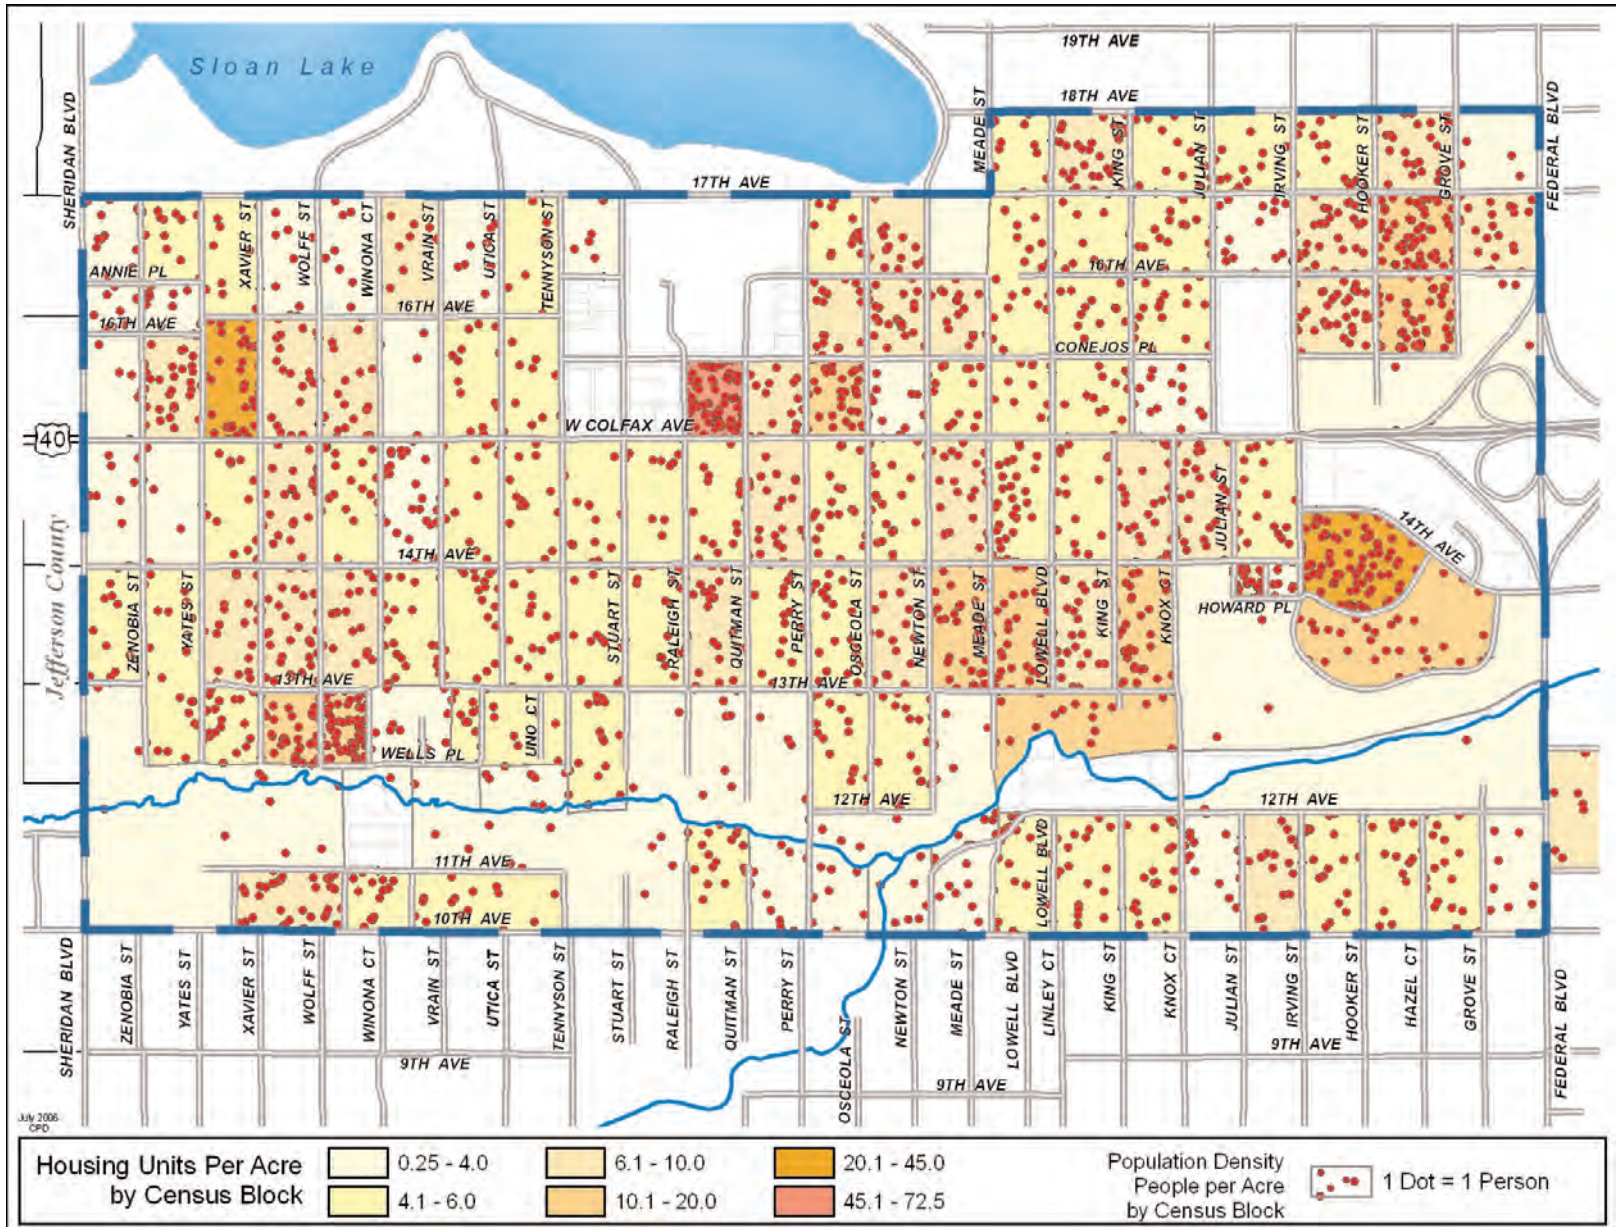 19TH AVE
Sloan Lake
18TH AVE
SHERIDAN BLVD
MEADE ST
KING ST
JULIAN ST
IRVING ST
HOOKER ST
GROVE ST
FEDERAL BLVD
17TH AVE
XAVIER ST
WOLFF ST
WINONA CT
VRAIN ST
UTICA ST
TENNYSON ST
ANNIE PL
16TH AVE
16TH AVE
16TH AVE
CONEJOS PL
W COLFAX AVE
40
JULIAN ST
14TH AVE
14TH AVE
Jefferson County
ZENOBIA ST
YATES ST
STUART ST
RALEIGH ST
QUITMAN ST
PERRY ST
OSCEOLA ST
NEWTON ST
MEADE ST
LOWELL BLVD
KING ST
KNOX CT
HOWARD PL
13TH AVE
13TH AVE
UNO CT
WELLS PL
12TH AVE
12TH AVE
LOWELL BLVD
11TH AVE
10TH AVE
SHERIDAN BLVD
ZENOBIA ST
YATES ST
XAVIER ST
WOLFF ST
WINONA CT
VRAIN ST
UTICA ST
TENNYSON ST
STUART ST
RALEIGH ST
QUITMAN ST
PERRY ST
OSCEOLA ST
NEWTON ST
MEADE ST
LOWELL BLVD
LINLEY CT
KING ST
KNOX CT
JULIAN ST
IRVING ST
HOOKER ST
HAZEL CT
GROVE ST
FEDERAL BLVD
9TH AVE
9TH AVE
9TH AVE
July 2006
CPD
Housing Units Per Acre
by Census Block
0.25 - 4.0
4.1 - 6.0
6.1 - 10.0
10.1 - 20.0
20.1 - 45.0
45.1 - 72.5
Population Density
People per Acre
by Census Block
1 Dot = 1 Person